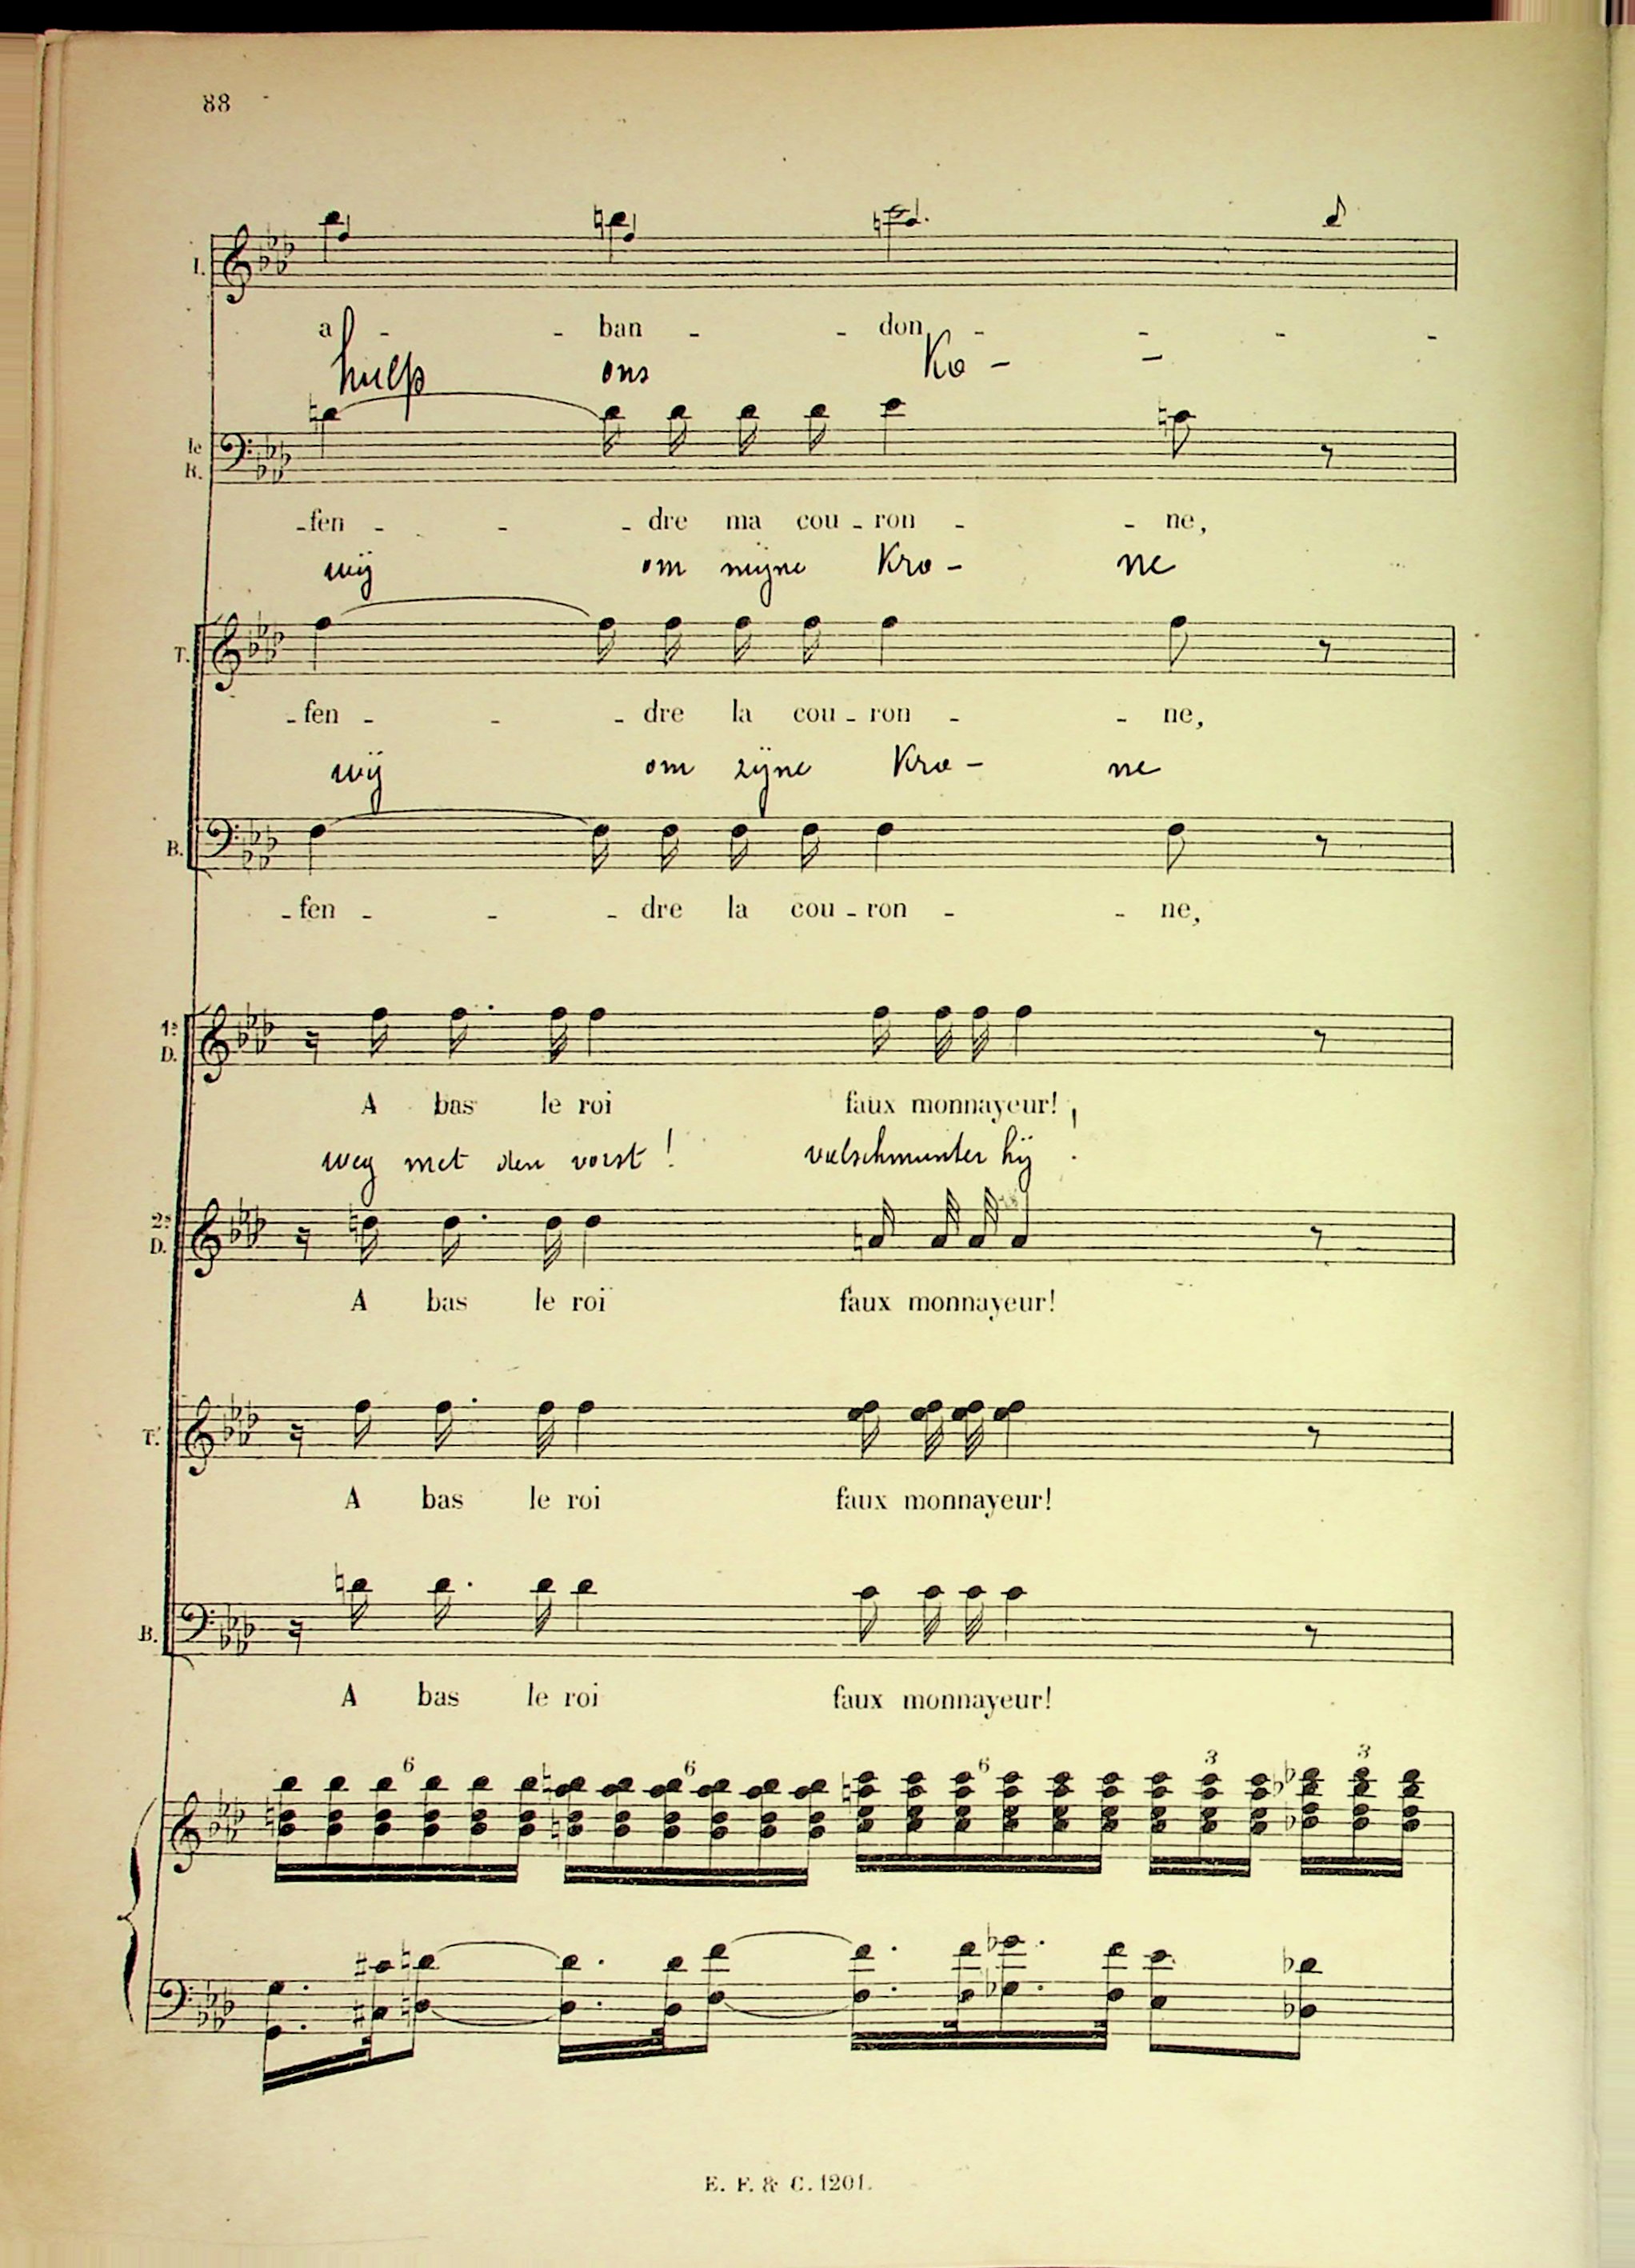 88
I.
a - - ban - - don - - - -
hulp ons Ko - -
le R.
-fen - - - dre ma cou - ron - - ne,
wij om mijne Kro - ne
T.
-fen - - - dre la cou - ron - - ne,
wij om zijne Kro - ne
B.
-fen - - - dre la cou - ron - - ne,
1s D.
A bas le roi faux monnayeur!
weg met den vorst ! valschmunter hij
2s D.
A bas le roi faux monnayeur!
T.
A bas le roi faux monnayeur!
B.
A bas le roi faux monnayeur!
6 6 6 3 3
E. F. & C. 1201.